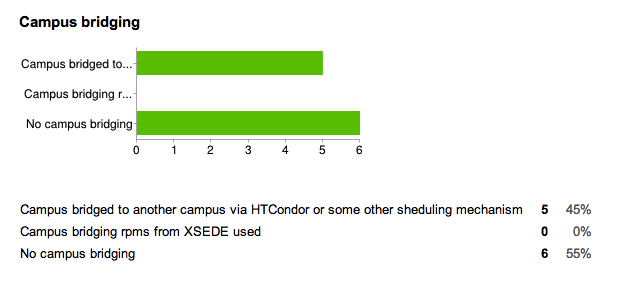 Campus bridging
Campus bridged to...
Campus bridging r...
No campus bridging
0 1 2 3 4 5 6
Campus bridged to another campus via HTCondor or some other sheduling mechanism 5 45%
Campus bridging rpms from XSEDE used 0 0%
No campus bridging 6 55%